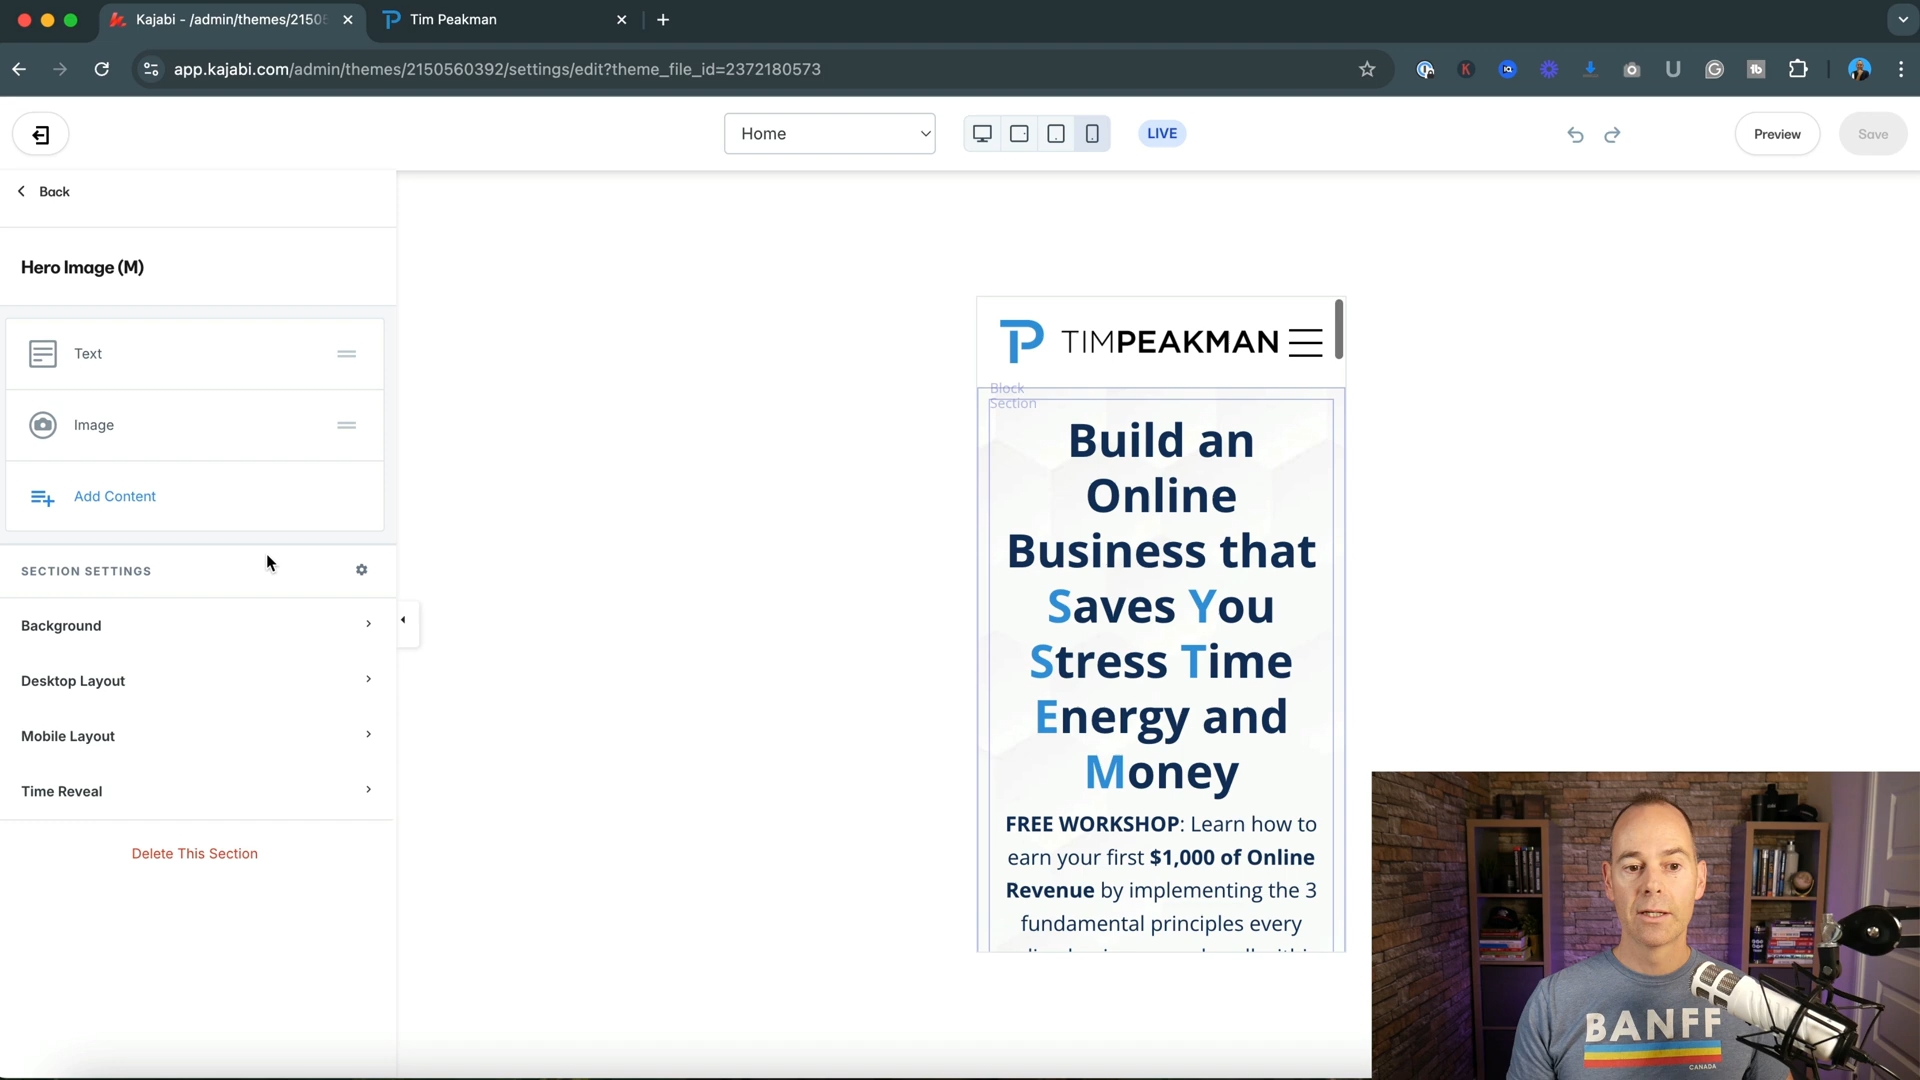 Kajabi - /admin/themes/2150
Tim Peakman
app.kajabi.com/admin/themes/2150560392/settings/edit?theme_file_id=2372180573
Home
LIVE
Preview
Save
Back
Hero Image (M)
Text
Image
Add Content
SECTION SETTINGS
Background
Desktop Layout
Mobile Layout
Time Reveal
Delete This Section
TIMPEAKMAN
Block
Section
Build an
Online
Business that
Saves You
Stress Time
Energy and
Money
FREE WORKSHOP: Learn how to
earn your first $1,000 of Online
Revenue by implementing the 3
fundamental principles every
BANFF
CANADA